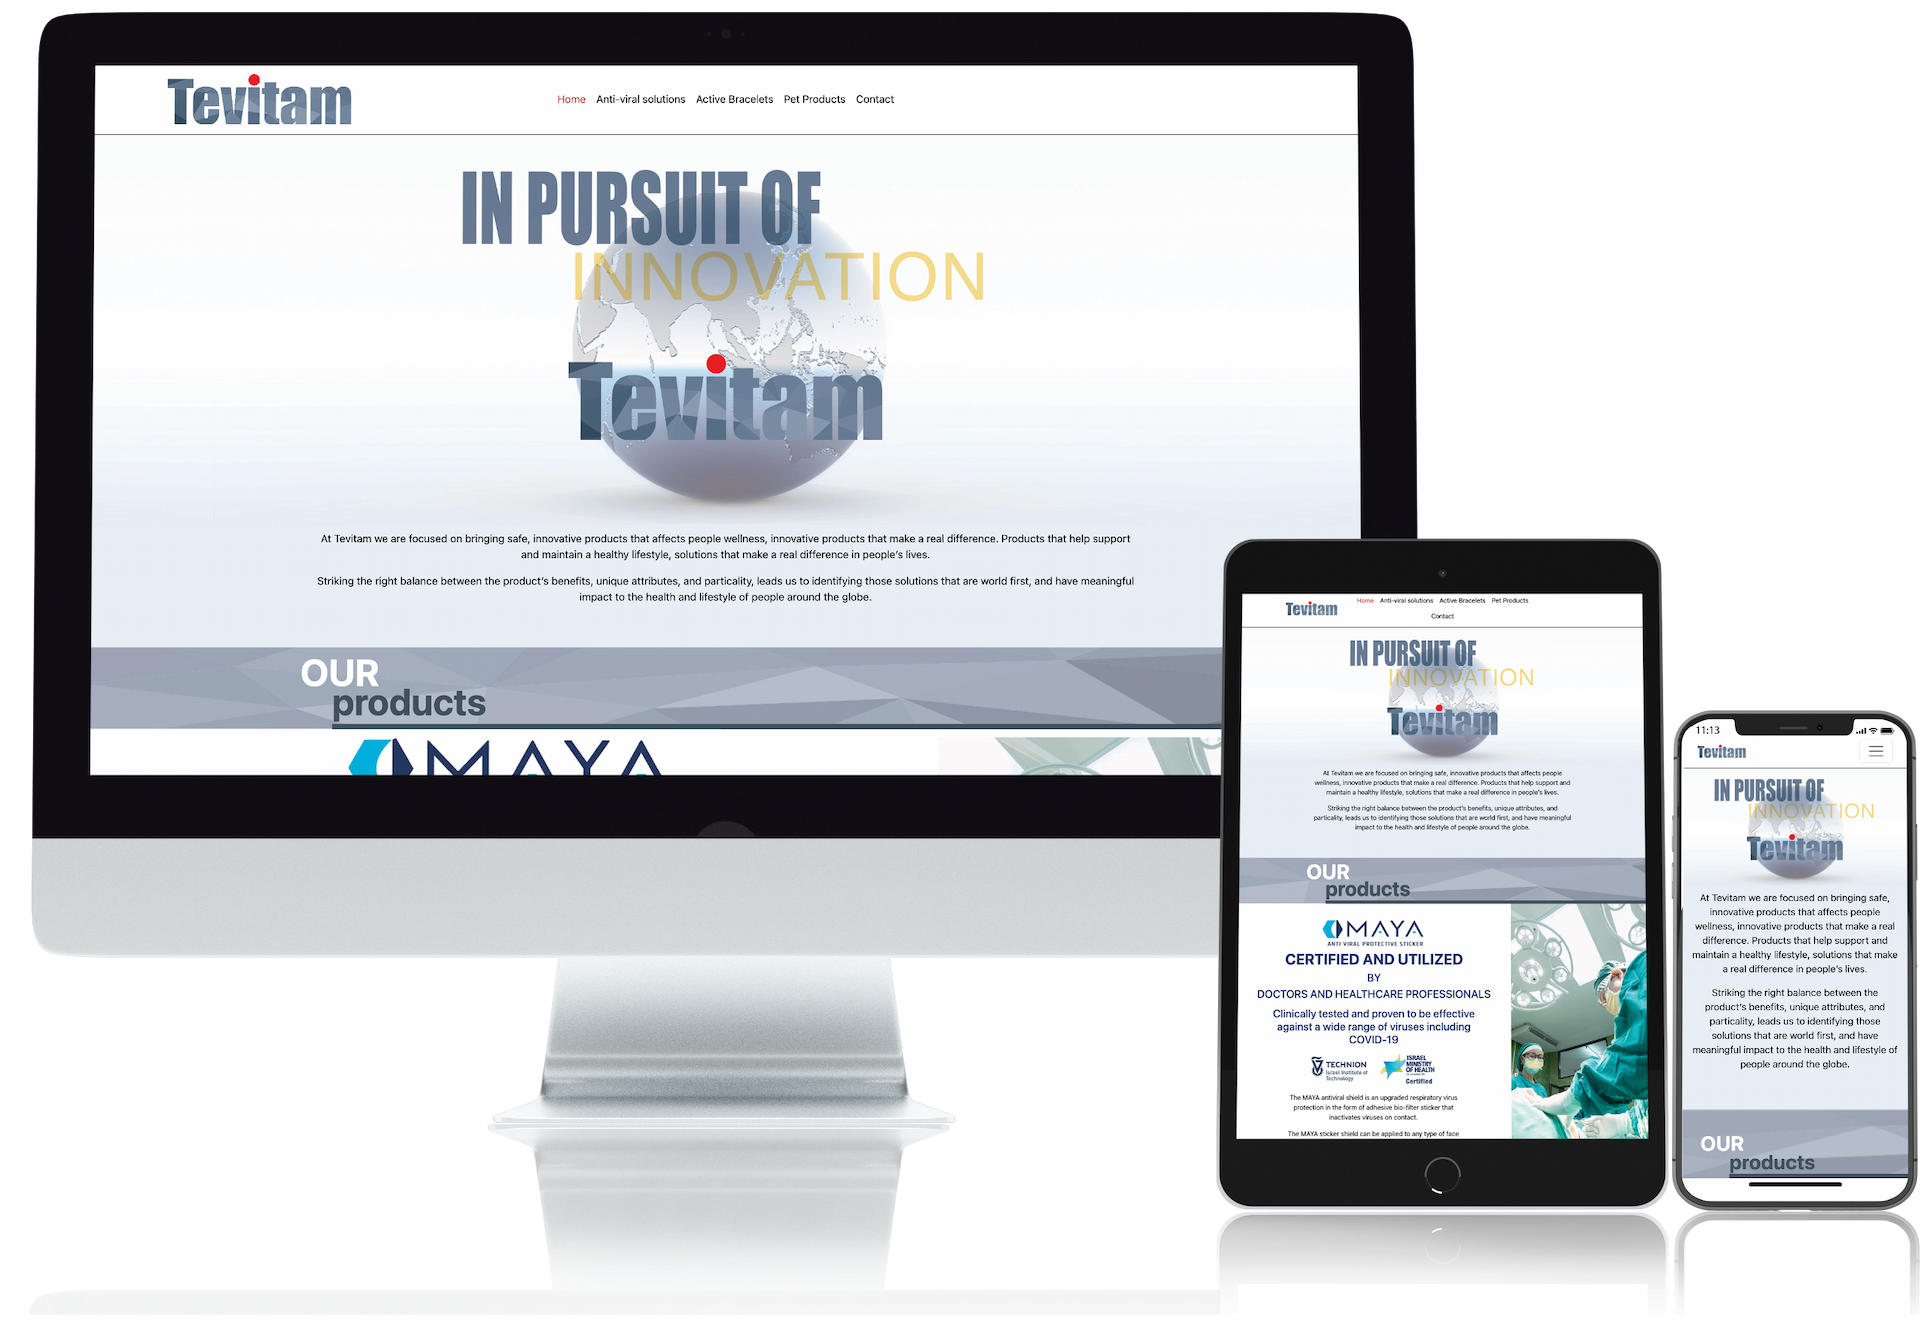 Tevitam
Home Anti-viral solutions Active Bracelets Pet Products Contact
IN PURSUIT OF
INNOVATION
Tevitam
At Tevitam we are focused on bringing safe, innovative products that affects people wellness, innovative products that make a real difference. Products that help support
and maintain a healthy lifestyle, solutions that make a real difference in people's lives.
Striking the right balance between the product's benefits, unique attributes, and particality, leads us to identifying those solutions that are world first, and have meaningful
impact to the health and lifestyle of people around the globe.
OUR
products
MAYA
Tevitam
Home Anti-viral solutions Active Bracelets Pet Products
Contact
IN PURSUIT OF
INNOVATION
Tevitam
At Tevitam we are focused on bringing safe, innovative products that affects people
wellness, innovative products that make a real difference. Products that help support and
maintain a healthy lifestyle, solutions that make a real difference in people's lives.
Striking the right balance between the product's benefits, unique attributes, and
particality, leads us to identifying those solutions that are world first, and have meaningful
impact to the health and lifestyle of people around the globe.
OUR
products
MAYA
ANTI VIRAL PROTECTIVE STICKER
CERTIFIED AND UTILIZED
BY
DOCTORS AND HEALTHCARE PROFESSIONALS
Clinically tested and proven to be effective
against a wide range of viruses including
COVID-19
TECHNION
Israel Institute of
Technology
ISRAEL
MINISTRY
OF HEALTH
Certified
The MAYA antiviral shield is an upgraded respiratory virus
protection in the form of adhesive bio-filter sticker that
inactivates viruses on contact.
The MAYA sticker shield can be applied to any type of face
11:13
Tevitam
IN PURSUIT OF
INNOVATION
Tevitam
At Tevitam we are focused on bringing safe,
innovative products that affects people
wellness, innovative products that make a real
difference. Products that help support and
maintain a healthy lifestyle, solutions that make
a real difference in people's lives.
Striking the right balance between the
product's benefits, unique attributes, and
particality, leads us to identifying those
solutions that are world first, and have
meaningful impact to the health and lifestyle of
people around the globe.
OUR
products